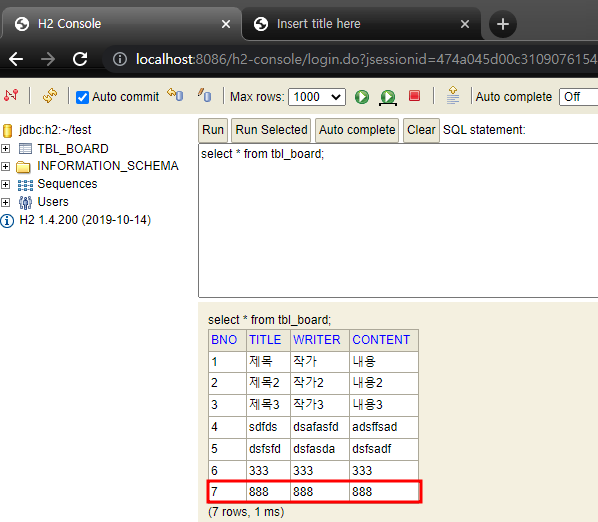 H2 Console
Insert title here
localhost:8086/h2-console/login.do?jsessionid=474a045d00c3109076154
Auto commit Max rows: 1000 Auto complete Off
jdbc:h2:~/test
TBL_BOARD
INFORMATION_SCHEMA
Sequences
Users
H2 1.4.200 (2019-10-14)
Run Run Selected Auto complete Clear SQL statement:
select * from tbl_board;
select * from tbl_board;
BNO TITLE WRITER CONTENT
1 제목 작가 내용
2 제목2 작가2 내용2
3 제목3 작가3 내용3
4 sdfds dsafasfd adsffsad
5 dsfsfd dsfasda dsfsadf
6 333 333 333
7 888 888 888
(7 rows, 1 ms)